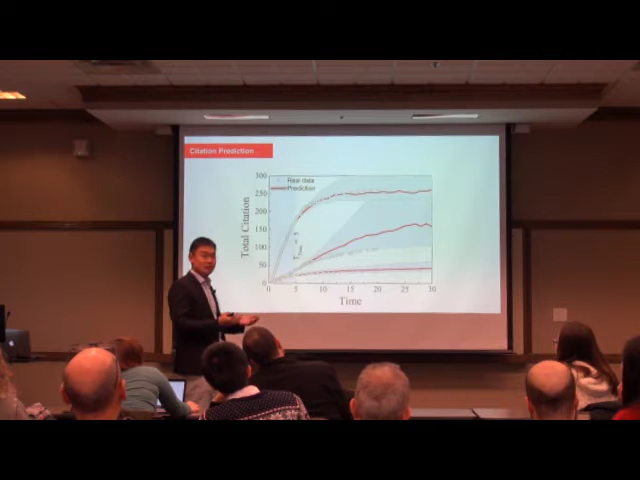 Citation Prediction
Real data
Prediction
300
250
200
150
100
50
0
Total Citation
0 5 10 15 20 25 30
Time